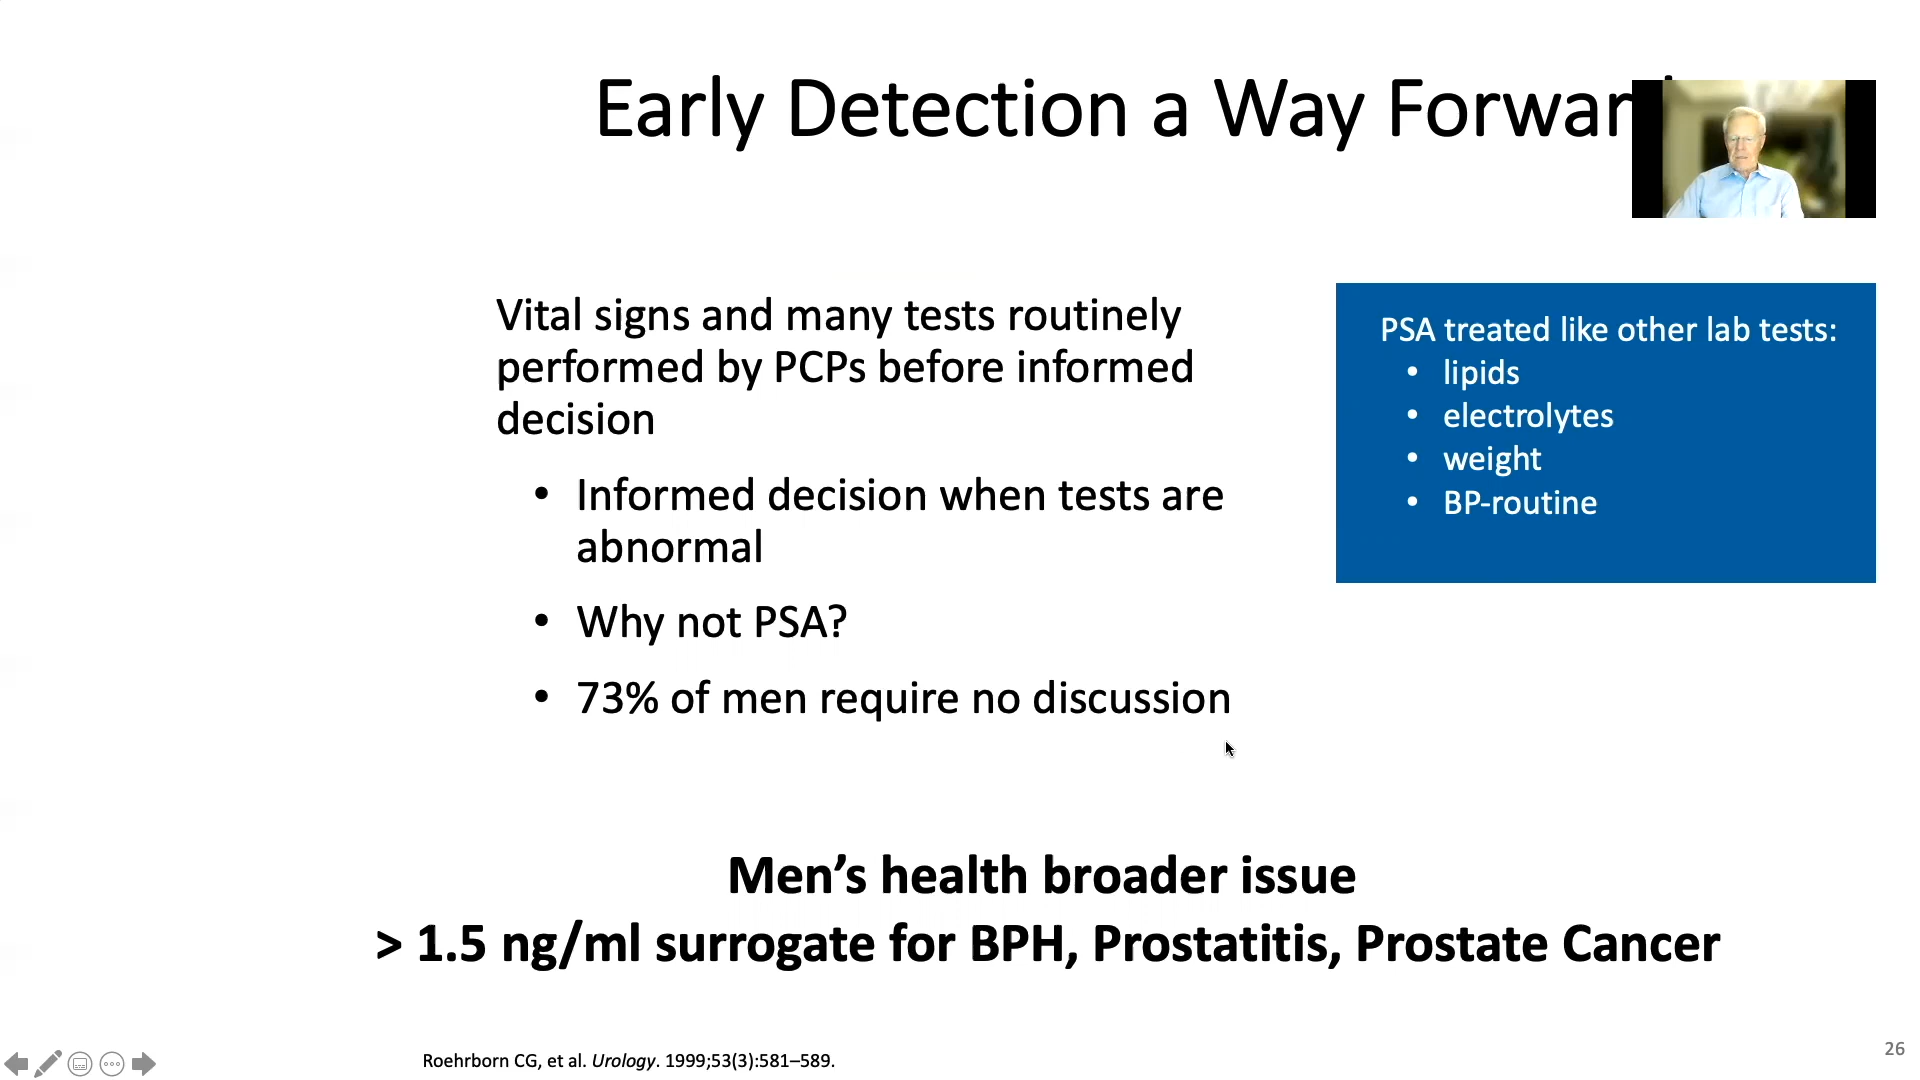 Early Detection a Way Forwar
Vital signs and many tests routinely
performed by PCPs before informed
decision
• Informed decision when tests are
abnormal
• Why not PSA?
• 73% of men require no discussion
PSA treated like other lab tests:
• lipids
• electrolytes
• weight
• BP-routine
Men’s health broader issue
> 1.5 ng/ml surrogate for BPH, Prostatitis, Prostate Cancer
Roehrborn CG, et al. Urology. 1999;53(3):581–589.
26